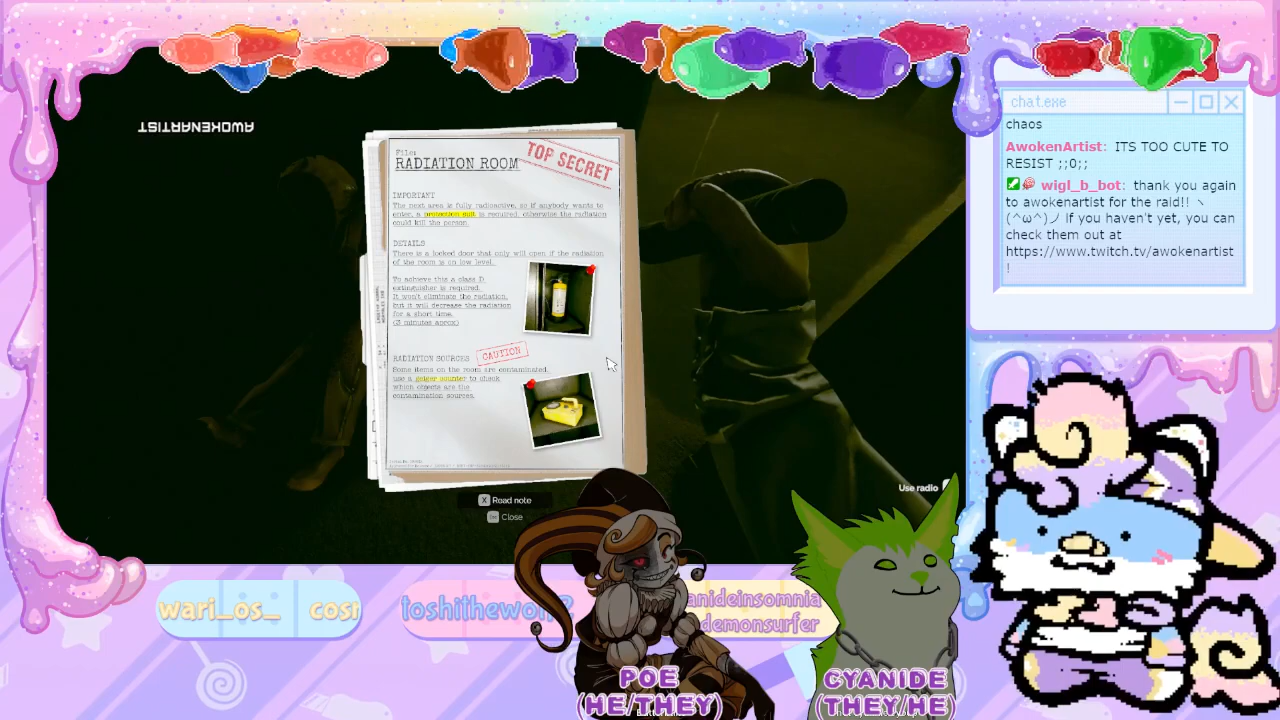 AWOKENARTIST
File:
RADIATION ROOM
TOP SECRET
IMPORTANT
The next area is fully radioactive, so if anybody wants to
enter, a protection suit is required, otherwise the radiation
could kill the person.
DETAILS
There is a locked door that only will open if the radiation
of the room is on low level.
To achieve this a class D
extinguisher is required.
It won't eliminate the radiation,
but it will decrease the radiation
for a short time.
(3 minutes aprox)
RADIATION SOURCES
CAUTION
Some items on the room are contaminated,
use a geiger counter to check
which objects are the
contamination sources.
X Read note
Close
Use radio
chat.exe
chaos
AwokenArtist: ITS TOO CUTE TO
RESIST ;;0;;
wigl_b_bot: thank you again
to awokenartist for the raid!! ヽ
(^ω^)ノ if you haven't yet, you can
check them out at
https://www.twitch.tv/awokenartist
!
wari_os_
toshithewol
anideinsomnia
demonsurfer
POE
(HE/THEY)
CYANIDE
(THEY/HE)